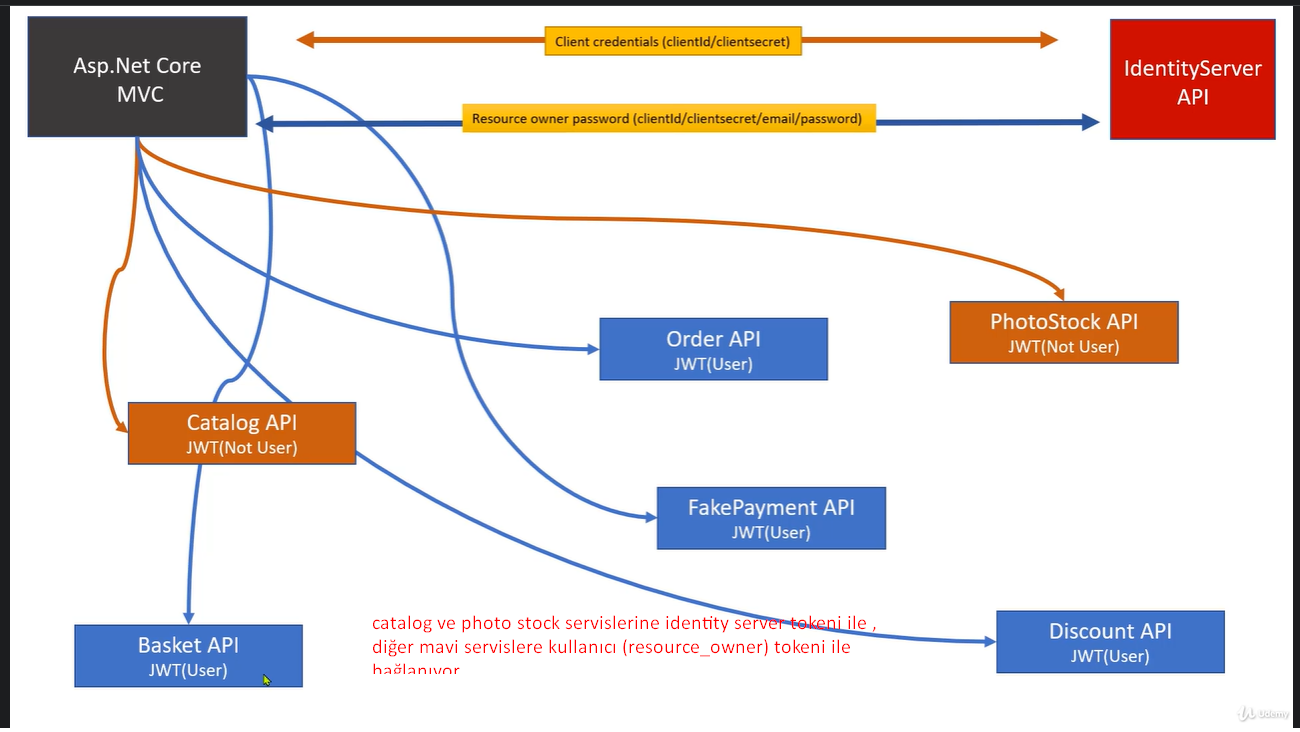 Asp.Net Core
MVC
Client credentials (clientId/clientsecret)
IdentityServer
API
Resource owner password (clientId/clientsecret/email/password)
PhotoStock API
JWT(Not User)
Order API
JWT(User)
Catalog API
JWT(Not User)
FakePayment API
JWT(User)
catalog ve photo stock servislerine identity server tokeni ile ,
diğer mavi servislere kullanıcı (resource_owner) tokeni ile
bağlanıyor
Basket API
JWT(User)
Discount API
JWT(User)
Udemy